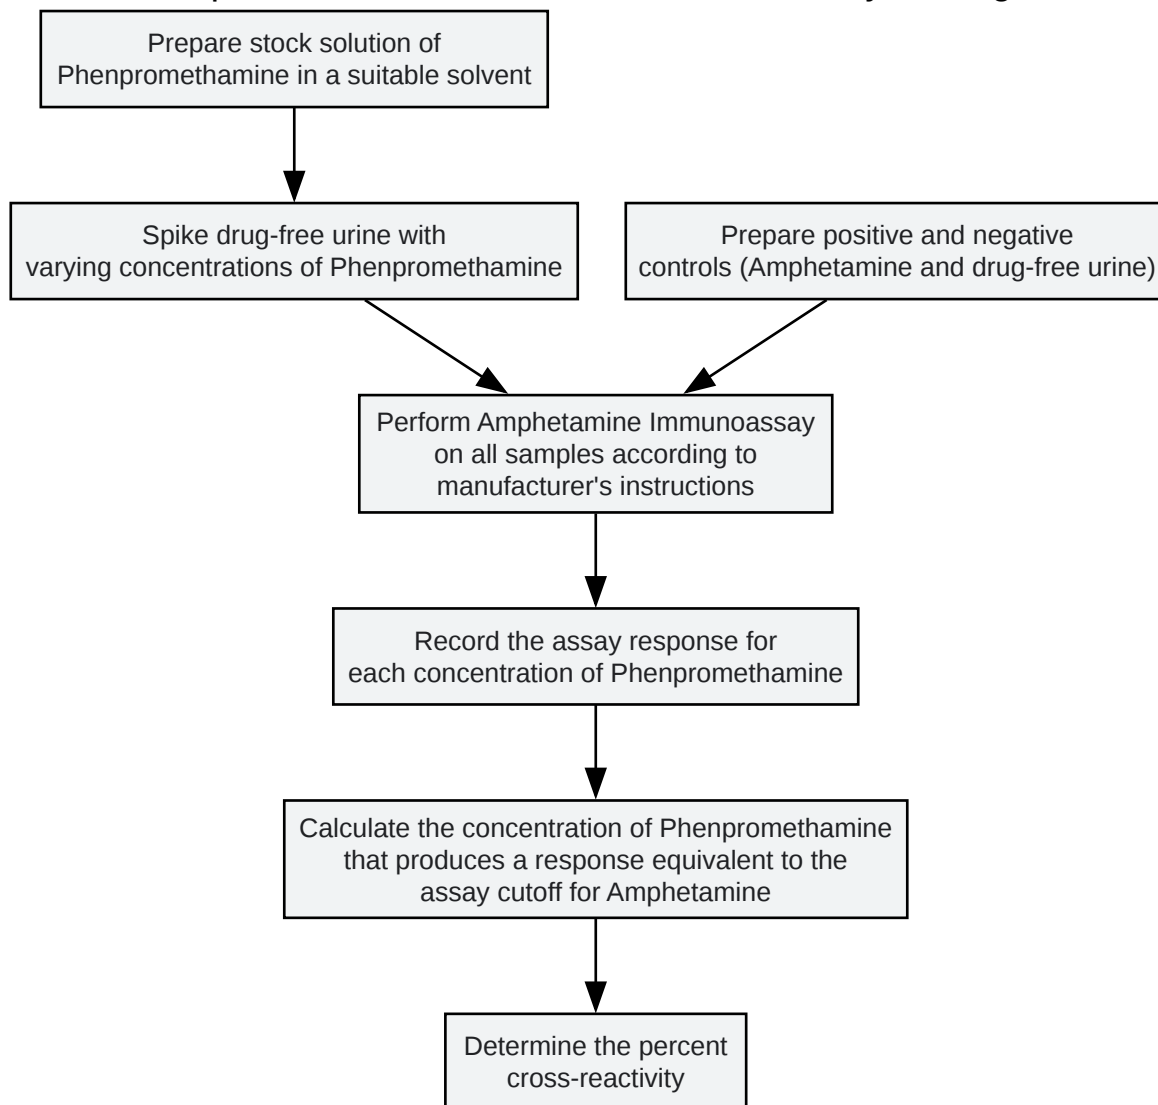 Prepare stock solution of
Phenpromethamine in a suitable solvent
Spike drug-free urine with
varying concentrations of Phenpromethamine
Prepare positive and negative
controls (Amphetamine and drug-free urine)
Perform Amphetamine Immunoassay
on all samples according to
manufacturer's instructions
Record the assay response for
each concentration of Phenpromethamine
Calculate the concentration of Phenpromethamine
that produces a response equivalent to the
assay cutoff for Amphetamine
Determine the percent
cross-reactivity